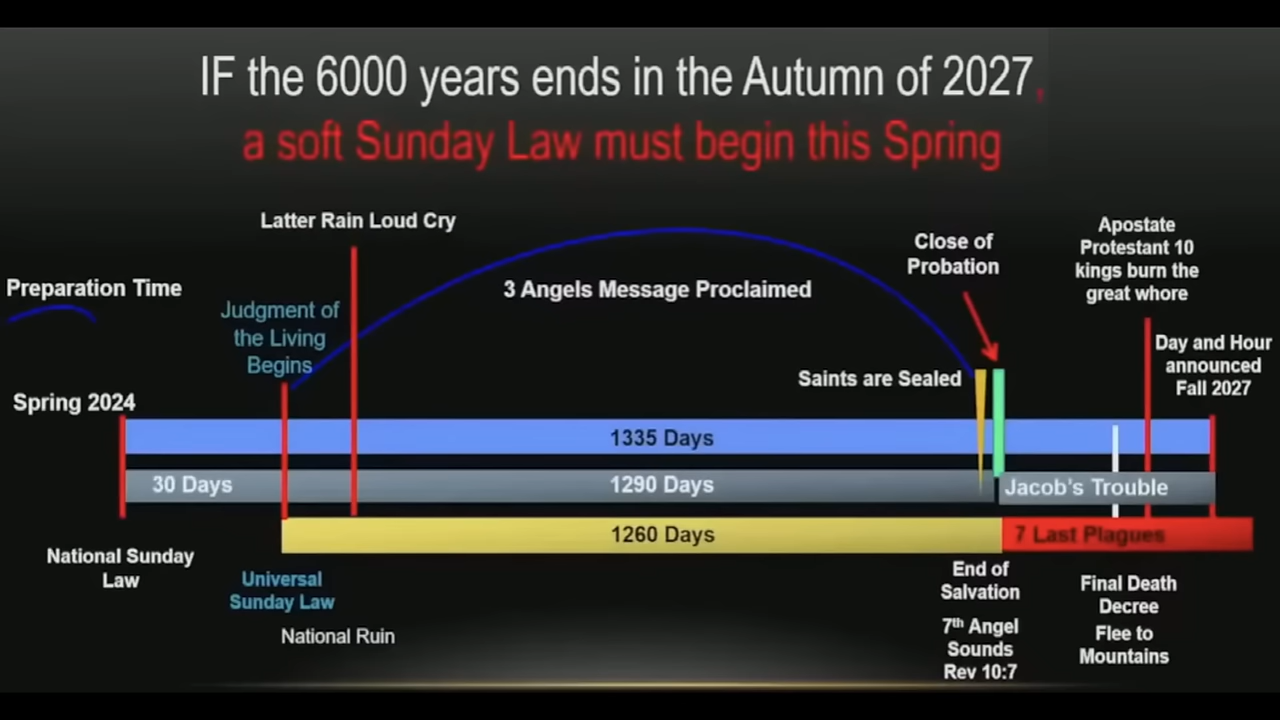 IF the 6000 years ends in the Autumn of 2027,
a soft Sunday Law must begin this Spring
Latter Rain Loud Cry
Preparation Time
Judgment of
the Living
Begins
3 Angels Message Proclaimed
Close of
Probation
Apostate
Protestant 10
kings burn the
great whore
Day and Hour
announced
Fall 2027
Saints are Sealed
Spring 2024
1335 Days
30 Days
1290 Days
Jacob's Trouble
1260 Days
7 Last Plagues
National Sunday
Law
Universal
Sunday Law
National Ruin
End of
Salvation
7th Angel
Sounds
Rev 10:7
Final Death
Decree
Flee to
Mountains